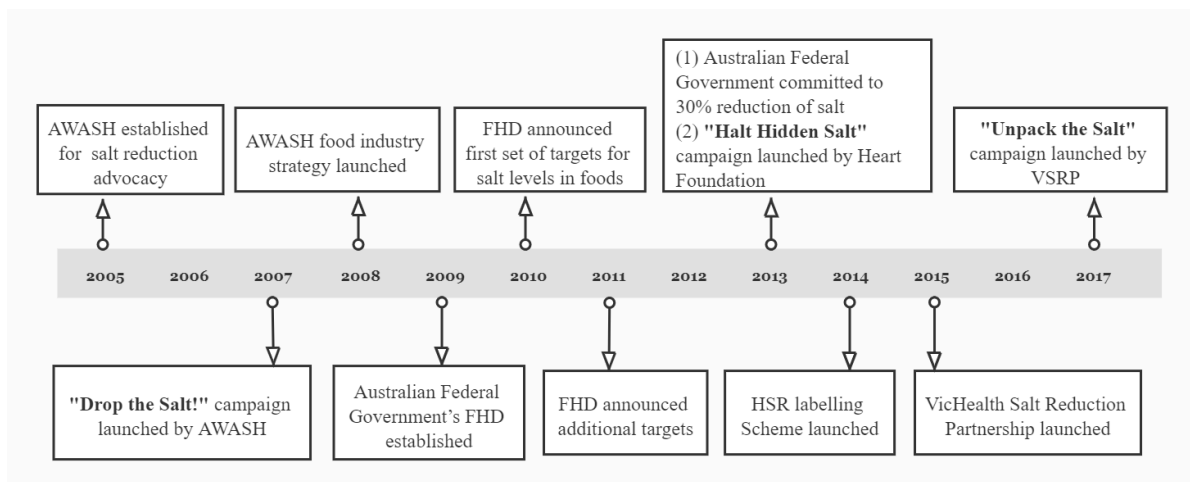 AWASH established
for salt reduction
advocacy
AWASH food industry
strategy launched
FHD announced
first set of targets for
salt levels in foods
(1) Australian Federal
Government committed to
30% reduction of salt
(2) "Halt Hidden Salt"
campaign launched by Heart
Foundation
"Unpack the Salt"
campaign launched by
VSRP
2005 2006 2007 2008 2009 2010 2011 2012 2013 2014 2015 2016 2017
"Drop the Salt!" campaign
launched by AWASH
Australian Federal
Government’s FHD
established
FHD announced
additional targets
HSR labelling
Scheme launched
VicHealth Salt Reduction
Partnership launched